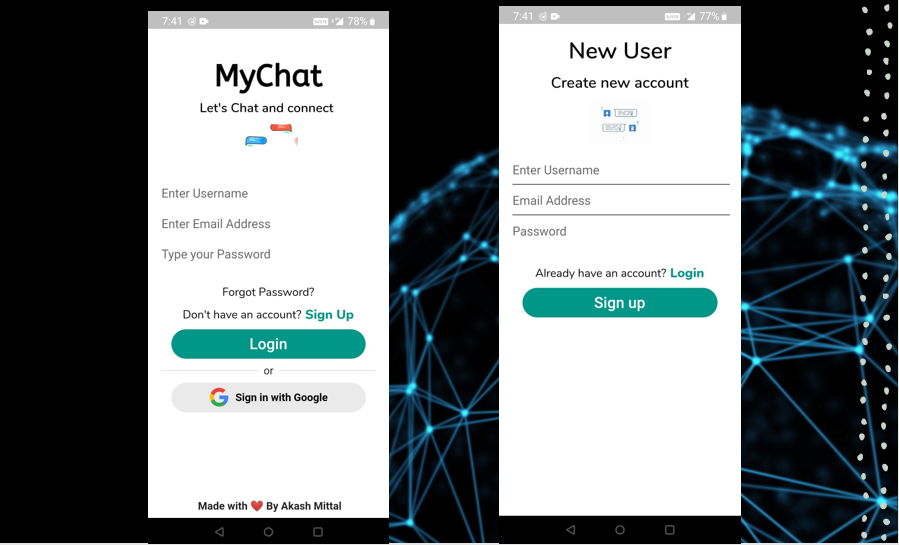 7:41 78%
MyChat
Let's Chat and connect
Enter Username
Enter Email Address
Type your Password
Forgot Password?
Don't have an account? Sign Up
Login
or
Sign in with Google
Made with ❤️ By Akash Mittal
7:41 77%
New User
Create new account
Enter Username
Email Address
Password
Already have an account? Login
Sign up